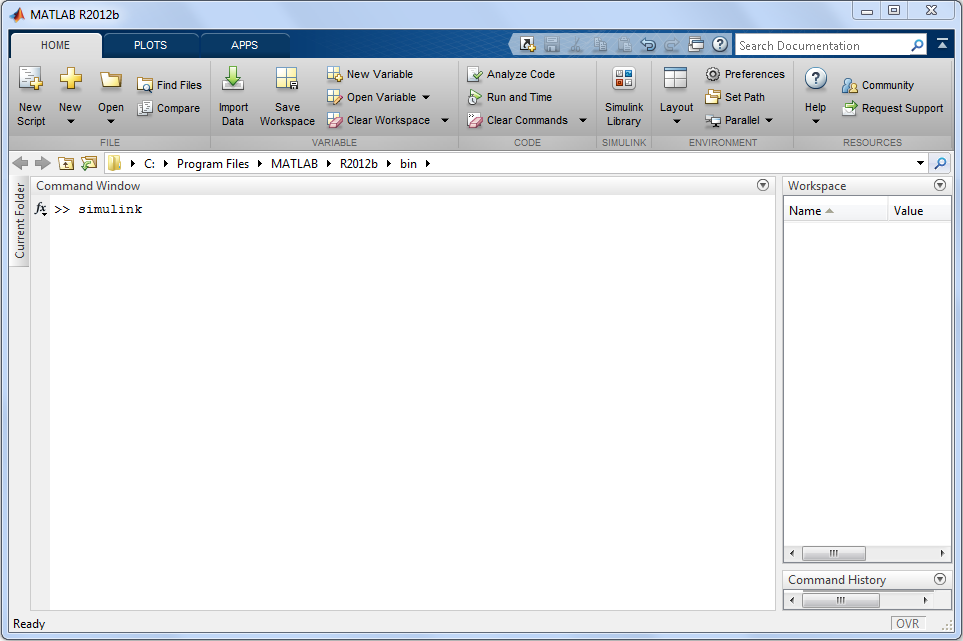 MATLAB R2012b
HOME PLOTS APPS Search Documentation
New Script
New
Open
Find Files
Compare
FILE
Import Data
Save Workspace
New Variable
Open Variable
Clear Workspace
VARIABLE
Analyze Code
Run and Time
Clear Commands
CODE
Simulink Library
SIMULINK
Layout
Preferences
Set Path
Parallel
ENVIRONMENT
Help
Community
Request Support
RESOURCES
C: Program Files MATLAB R2012b bin
Current Folder
Command Window
fx >> simulink
Workspace
Name Value
Command History
Ready OVR